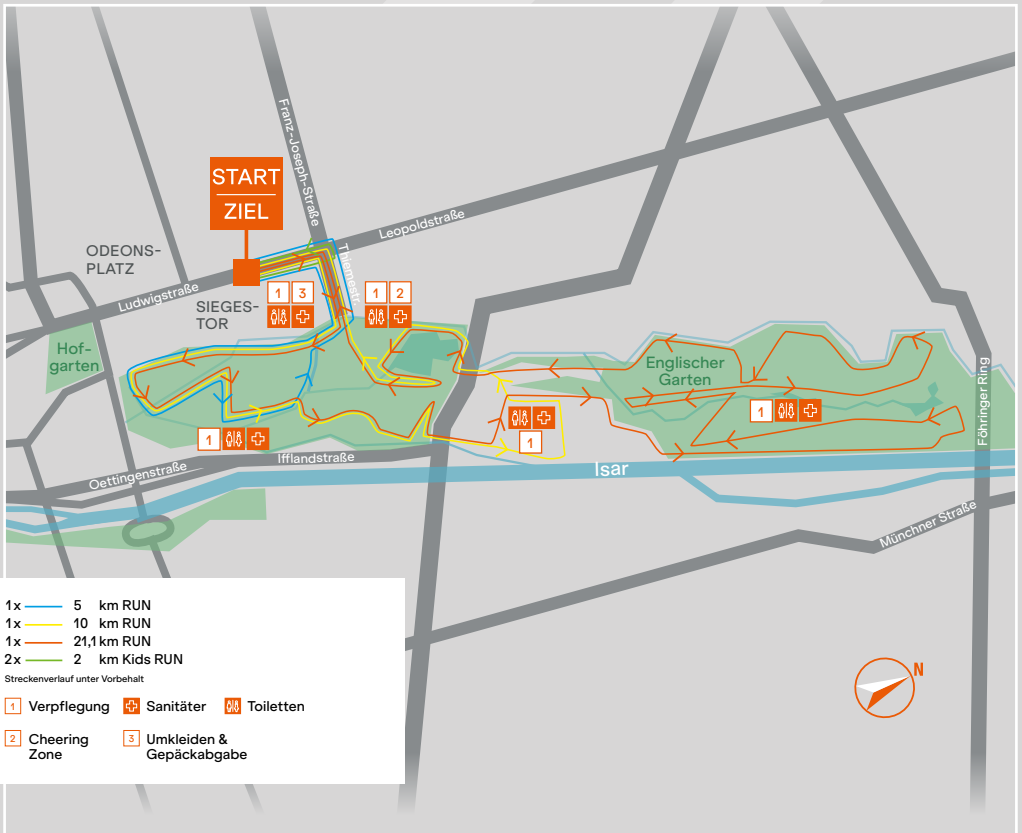 Franz-Joseph-Straße
START
ZIEL
Leopoldstraße
Thiemestr.
ODEONS-
PLATZ
Ludwigstraße
SIEGES-
TOR
1 3
1 2
Hof-
garten
Englischer
Garten
1
1
1
Föhringer Ring
Ifflandstraße
Oettingenstraße
Isar
Münchner Straße
1x 5 km RUN
1x 10 km RUN
1x 21,1 km RUN
2x 2 km Kids RUN
Streckenverlauf unter Vorbehalt
1 Verpflegung Sanitäter Toiletten
2 Cheering
Zone
3 Umkleiden &
Gepäckabgabe
N